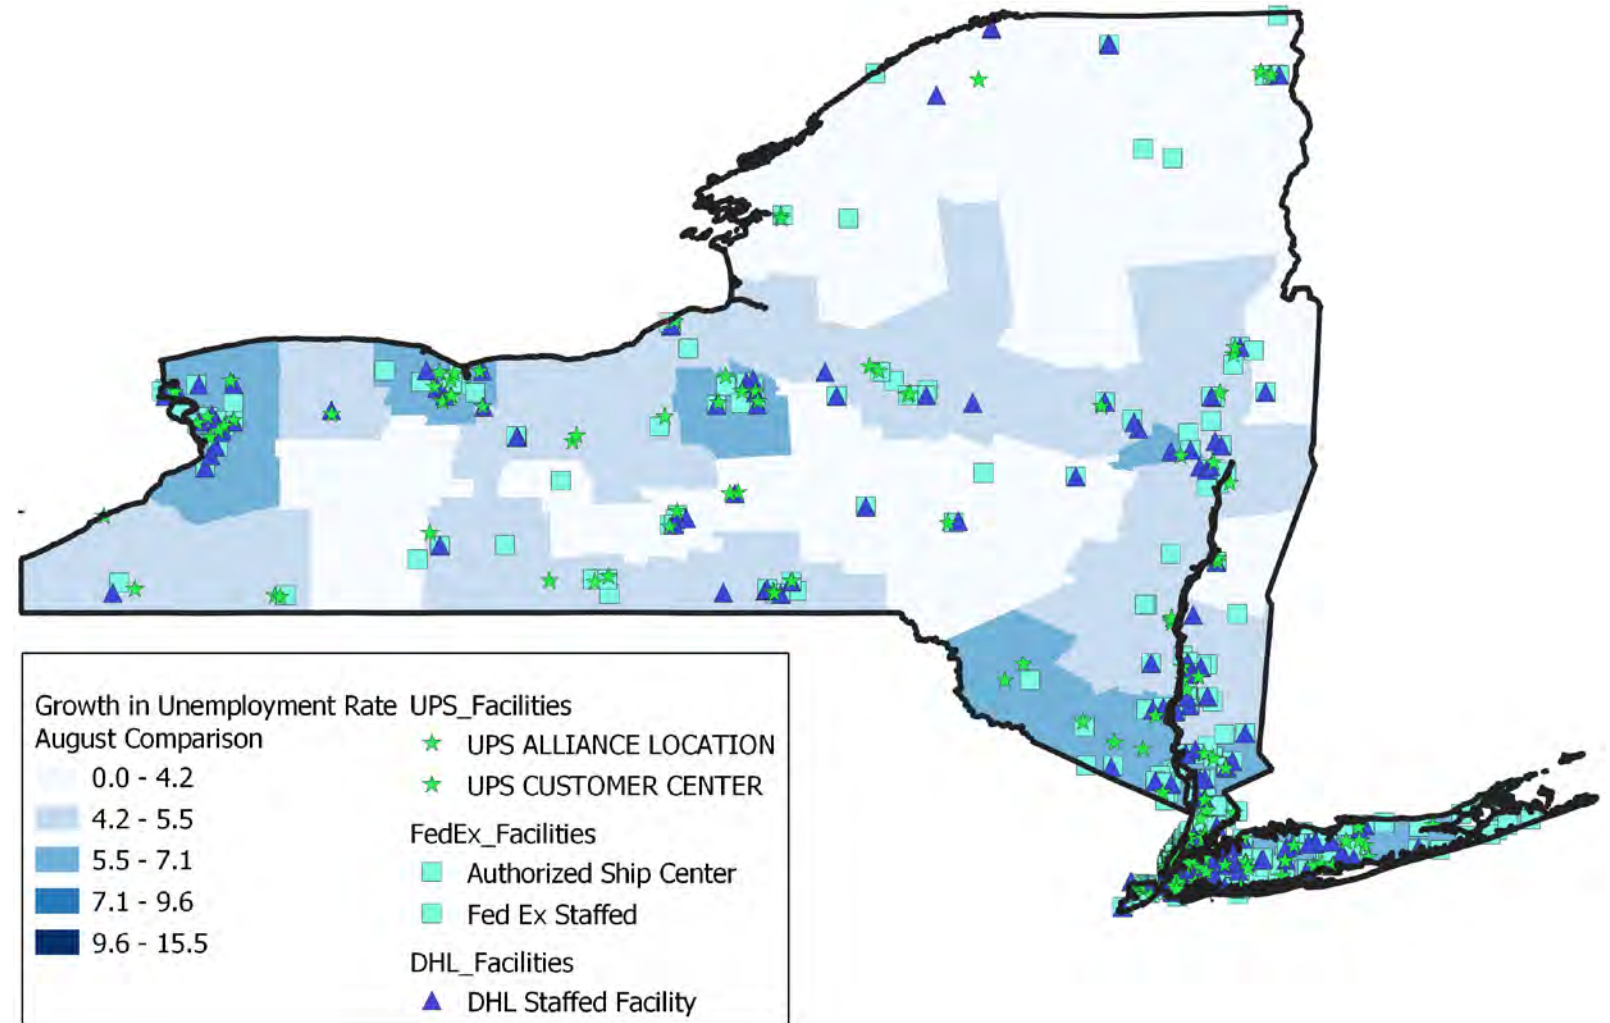 Growth in Unemployment Rate
August Comparison
0.0 - 4.2
4.2 - 5.5
5.5 - 7.1
7.1 - 9.6
9.6 - 15.5
UPS_Facilities
UPS ALLIANCE LOCATION
UPS CUSTOMER CENTER
FedEx_Facilities
Authorized Ship Center
Fed Ex Staffed
DHL_Facilities
DHL Staffed Facility